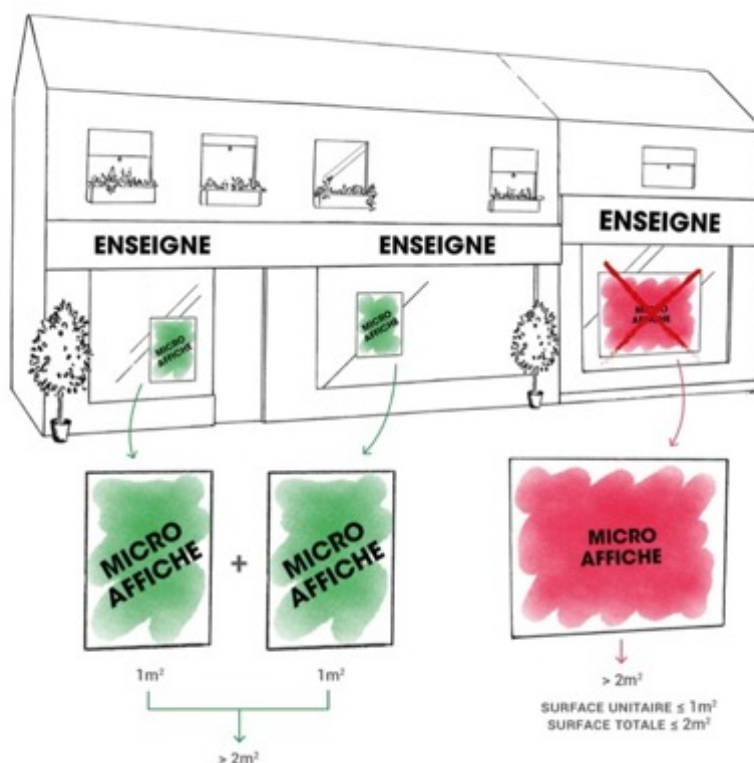 ENSEIGNE
ENSEIGNE
ENSEIGNE
MICRO
AFFICHE
MICRO
AFFICHE
MICRO
AFFICHE
MICRO
AFFICHE
+
MICRO
AFFICHE
MICRO
AFFICHE
1m²
1m²
> 2m²
> 2m²
SURFACE UNITAIRE ≤ 1m²
SURFACE TOTALE ≤ 2m²